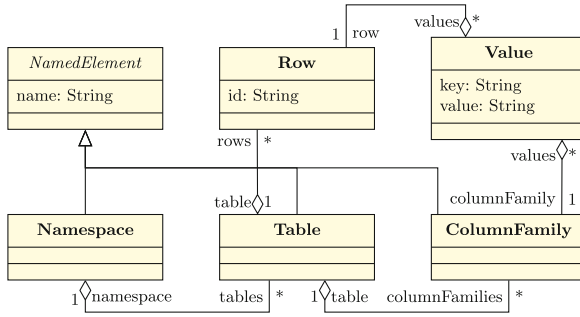 values *
1 row
NamedElement
name: String
Row
id: String
Value
key: String
value: String
rows *
values *
table 1
columnFamily 1
Namespace
Table
ColumnFamily
1 namespace
tables *
1 table
columnFamilies *